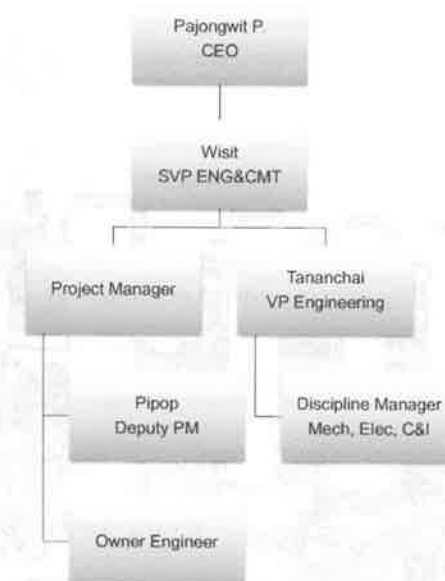 Pajongwit P.
CEO
Wisit
SVP ENG&CMT
Project Manager
Tananchai
VP Engineering
Pipop
Deputy PM
Discipline Manager
Mech, Elec, C&I
Owner Engineer